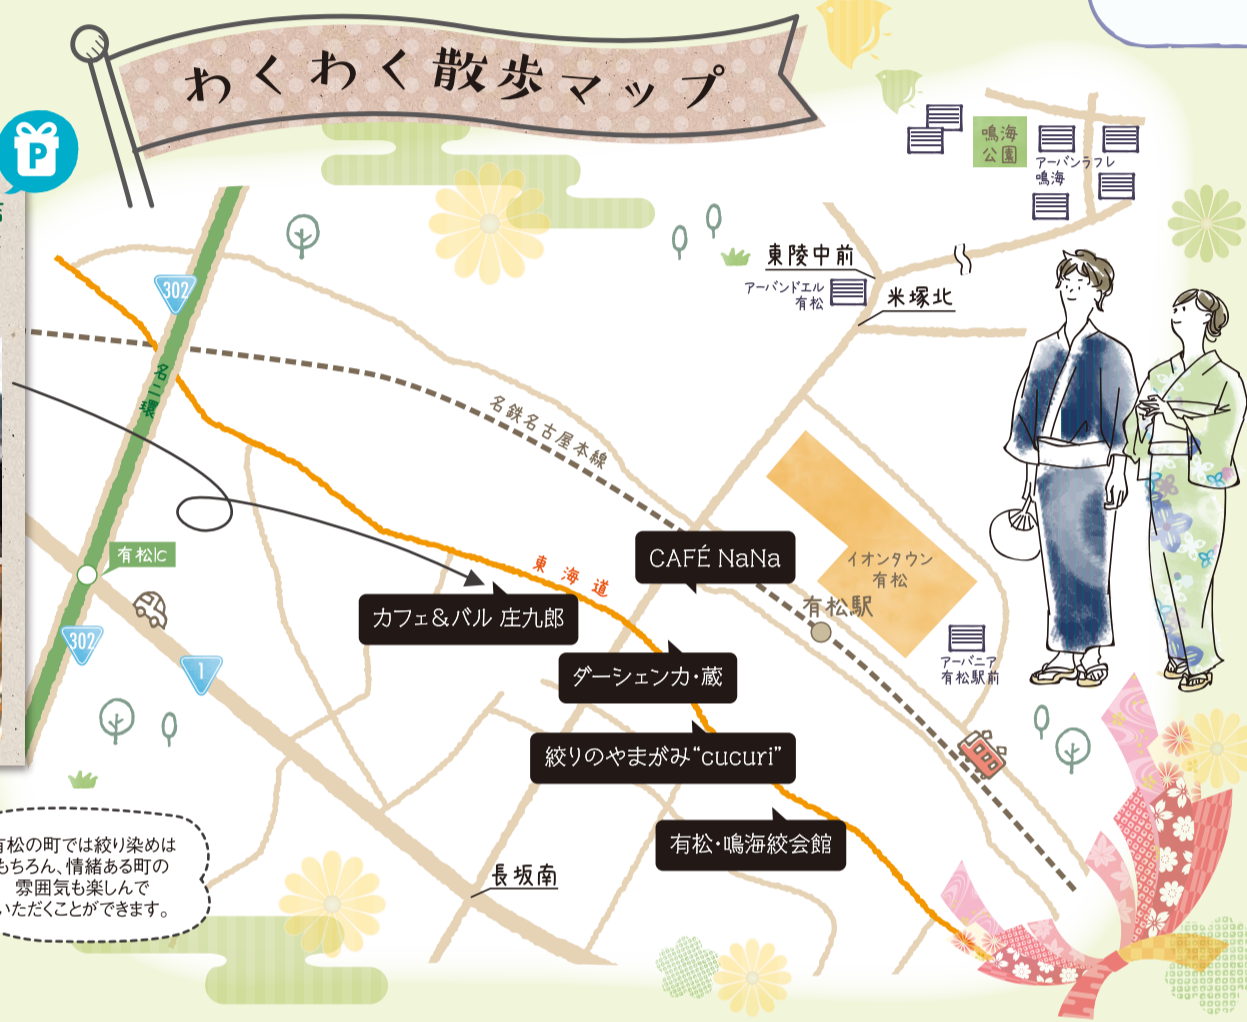 わくわく散歩マップ
P
鳴海
公園
アーバンラフレ
鳴海
東陵中前
アーバンドエル
有松
米塚北
302
名二環
名鉄名古屋本線
有松IC
東海道
CAFÉ NaNa
イオンタウン
有松
有松駅
カフェ&バル 庄九郎
302
1
ダーシェンカ・蔵
アーバニア
有松駅前
絞りのやまがみ“cucuri”
有松・鳴海絞会館
長坂南
有松の町では絞り染めは
もちろん、情緒ある町の
雰囲気も楽しんで
いただくことができます。